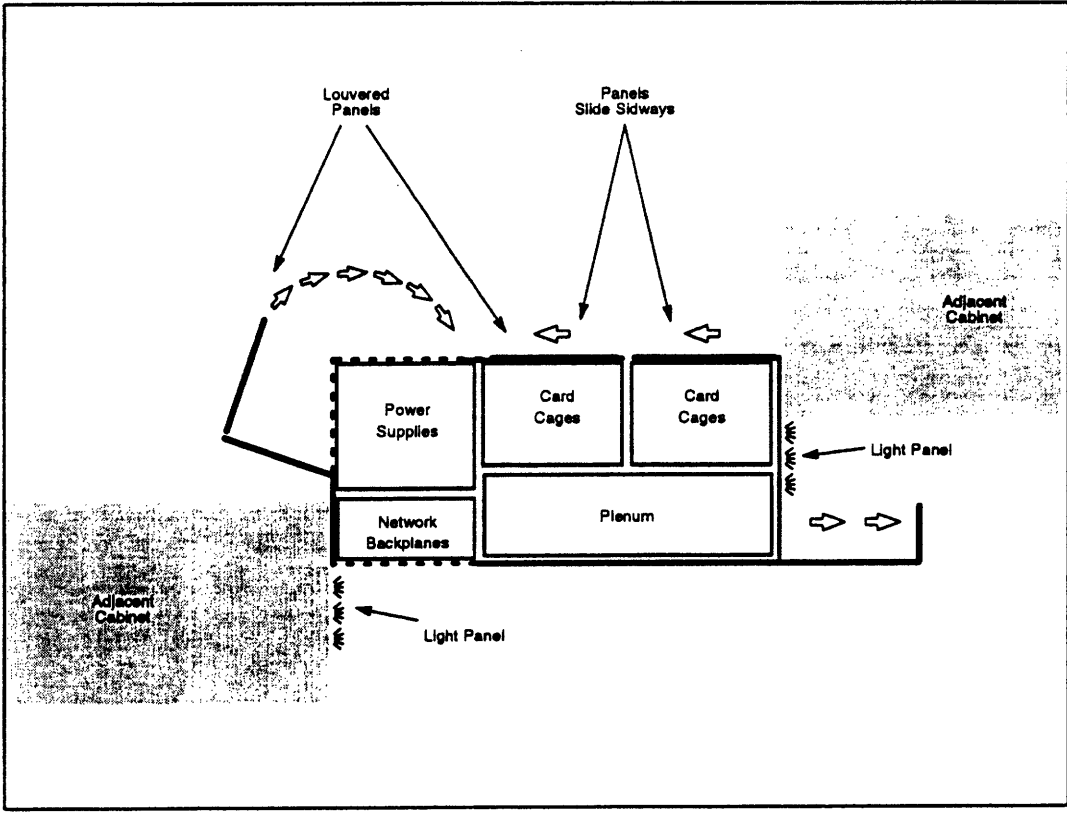 Louvered
Panels
Panels
Slide Sidways
Adjacent
Cabinet
Power
Supplies
Card
Cages
Card
Cages
Light Panel
Network
Backplanes
Plenum
Adjacent
Cabinet
Light Panel